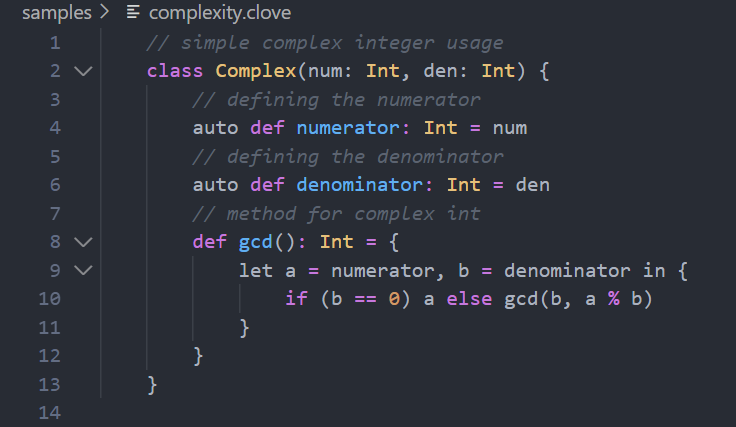 samples > complexity.clove
1 // simple complex integer usage
2 class Complex(num: Int, den: Int) {
3 // defining the numerator
4 auto def numerator: Int = num
5 // defining the denominator
6 auto def denominator: Int = den
7 // method for complex int
8 def gcd(): Int = {
9 let a = numerator, b = denominator in {
10 if (b == 0) a else gcd(b, a % b)
11 }
12 }
13 }
14